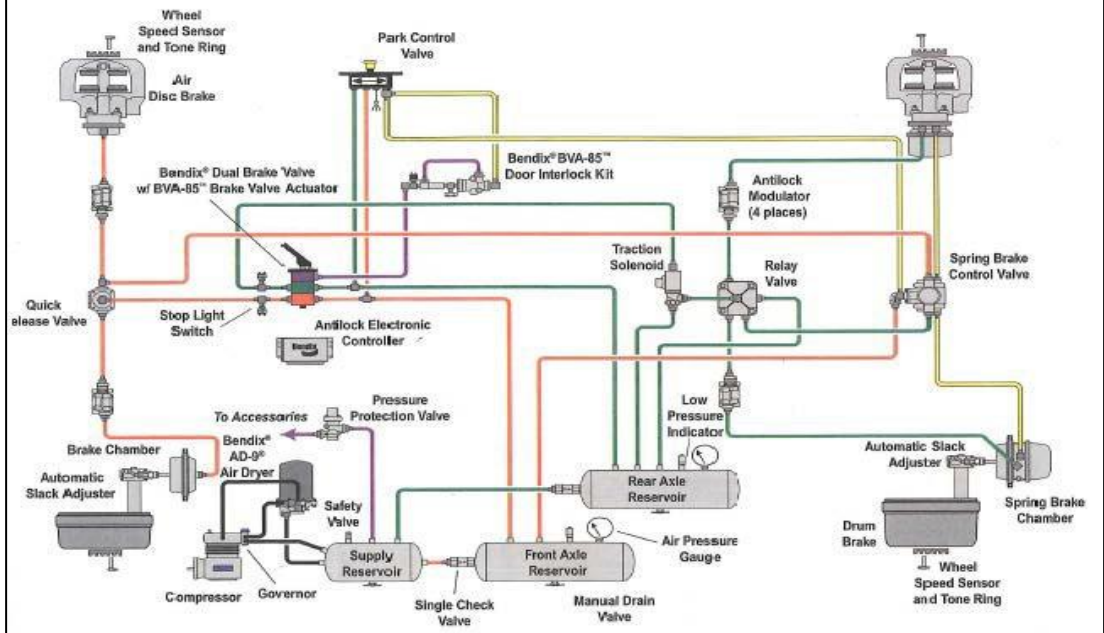 Wheel
Speed Sensor
and Tone Ring
Air
Disc Brake
Park Control
Valve
Bendix® Dual Brake Valve
w/ BVA-85™ Brake Valve Actuator
Bendix® BVA-85™
Door Interlock Kit
Antilock
Modulator
(4 places)
Traction
Solenoid
Relay
Valve
Spring Brake
Control Valve
Quick
elease Valve
Stop Light
Switch
Antilock Electronic
Controller
Bendix
To Accessories
Pressure
Protection Valve
Low
Pressure
Indicator
Brake Chamber
Bendix®
AD-9®
Air Dryer
Automatic
Slack Adjuster
Safety
Valve
Rear Axle
Reservoir
Automatic Slack
Adjuster
Spring Brake
Chamber
Supply
Reservoir
Front Axle
Reservoir
Air Pressure
Gauge
Drum
Brake
Compressor
Governor
Single Check
Valve
Manual Drain
Valve
Wheel
Speed Sensor
and Tone Ring